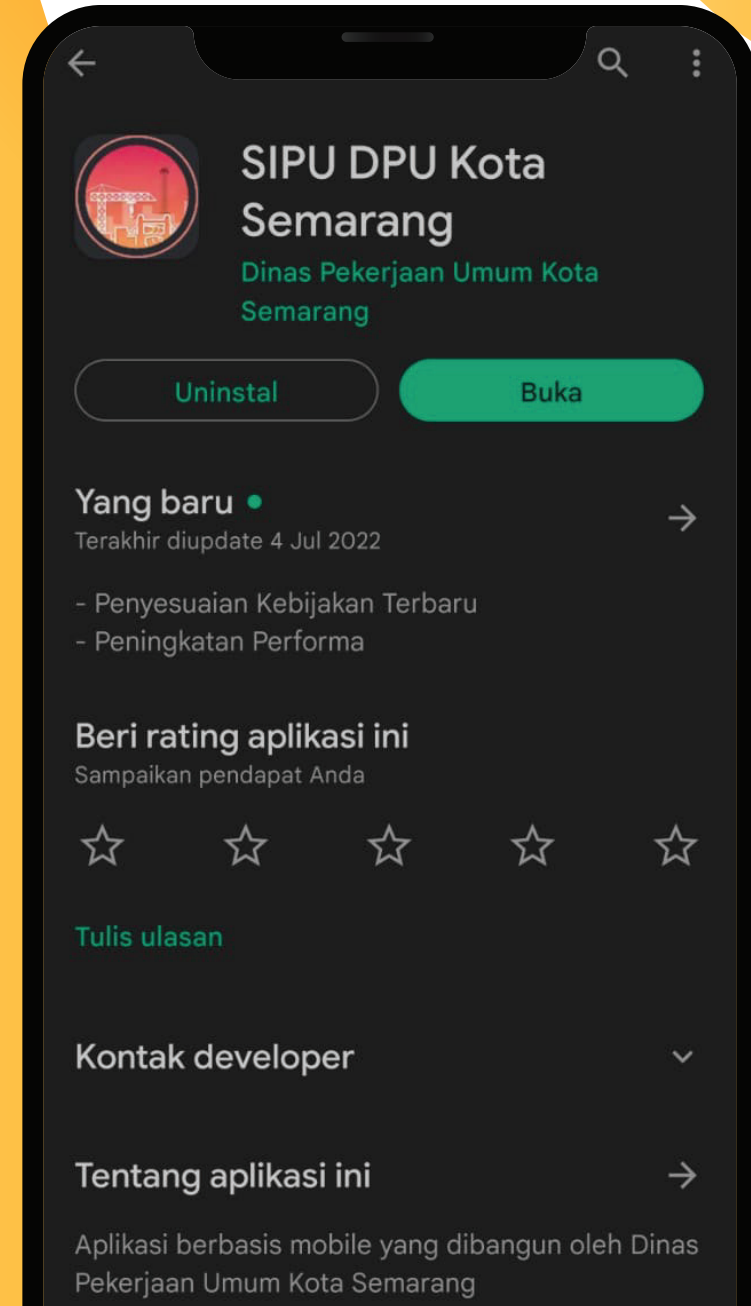 SIPU DPU Kota
Semarang
Dinas Pekerjaan Umum Kota
Semarang
Uninstal
Buka
Yang baru
Terakhir diupdate 4 Jul 2022
- Penyesuaian Kebijakan Terbaru
- Peningkatan Performa
Beri rating aplikasi ini
Sampaikan pendapat Anda
Tulis ulasan
Kontak developer
Tentang aplikasi ini
Aplikasi berbasis mobile yang dibangun oleh Dinas
Pekerjaan Umum Kota Semarang